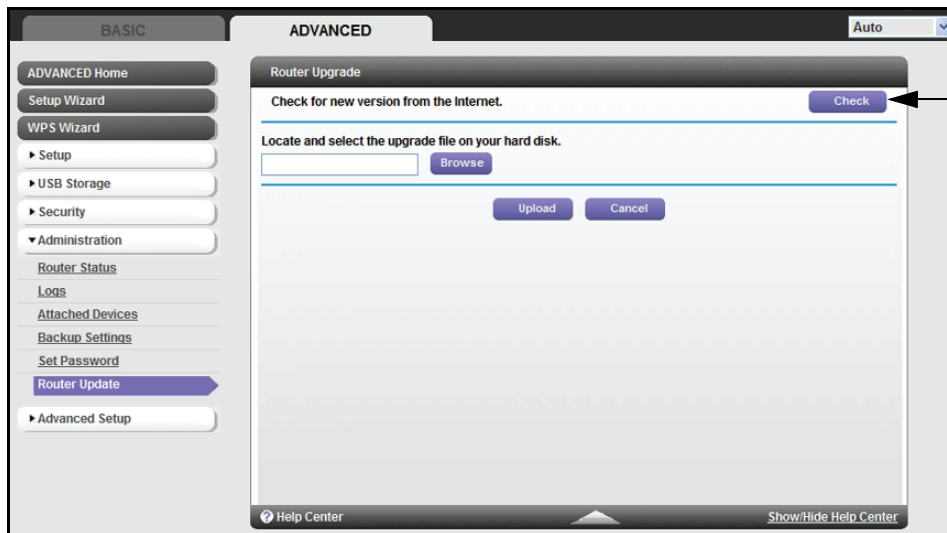 BASIC
ADVANCED
Auto
ADVANCED Home
Setup Wizard
WPS Wizard
Setup
USB Storage
Security
Administration
Router Status
Logs
Attached Devices
Backup Settings
Set Password
Router Update
Advanced Setup
Router Upgrade
Check for new version from the Internet.
Check
Locate and select the upgrade file on your hard disk.
Browse
Upload
Cancel
Help Center
Show/Hide Help Center